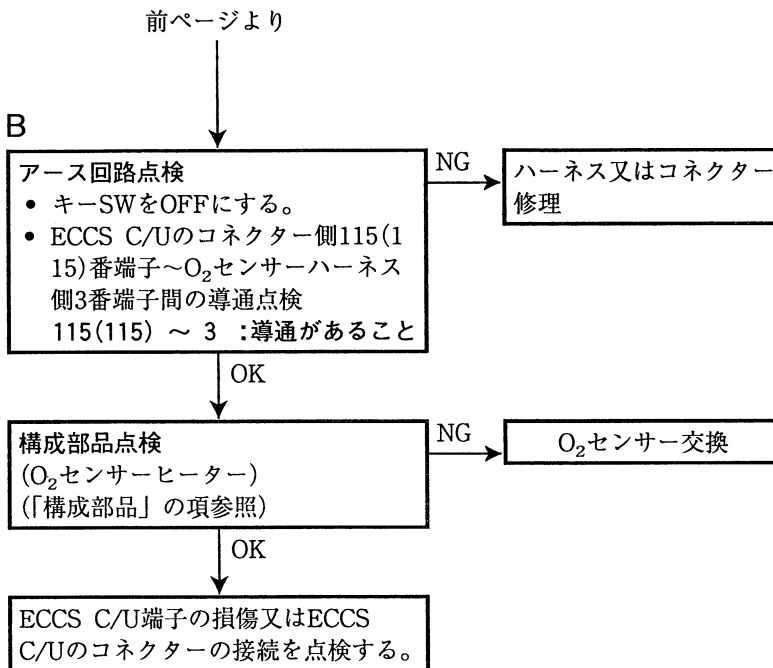 前ページより
B
アース回路点検
• キーSWをOFFにする。
• ECCS C/Uのコネクター側115(1
15)番端子～O₂センサーハーネス
側3番端子間の導通点検
115(115) ～ 3 :導通があること
NG
ハーネス又はコネクター
修理
OK
構成部品点検
(O₂センサーヒーター)
(「構成部品」の項参照)
NG
O₂センサー交換
OK
ECCS C/U端子の損傷又はECCS
C/Uのコネクターの接続を点検する。